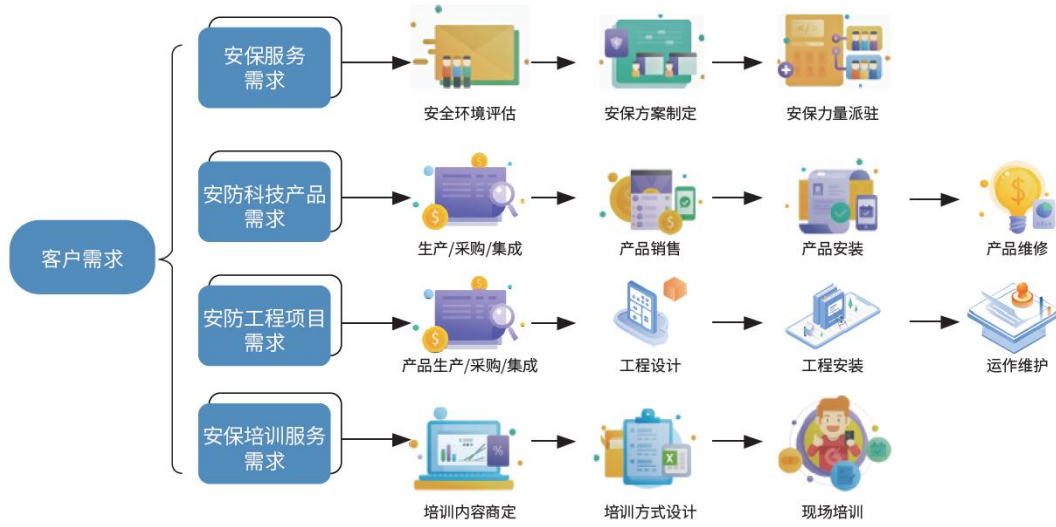 客户需求
安保服务
需求
安全环境评估
安保方案制定
安保力量派驻
安防科技产品
需求
生产/采购/集成
产品销售
产品安装
产品维修
安防工程项目
需求
产品生产/采购/集成
工程设计
工程安装
运作维护
安保培训服务
需求
培训内容商定
培训方式设计
现场培训